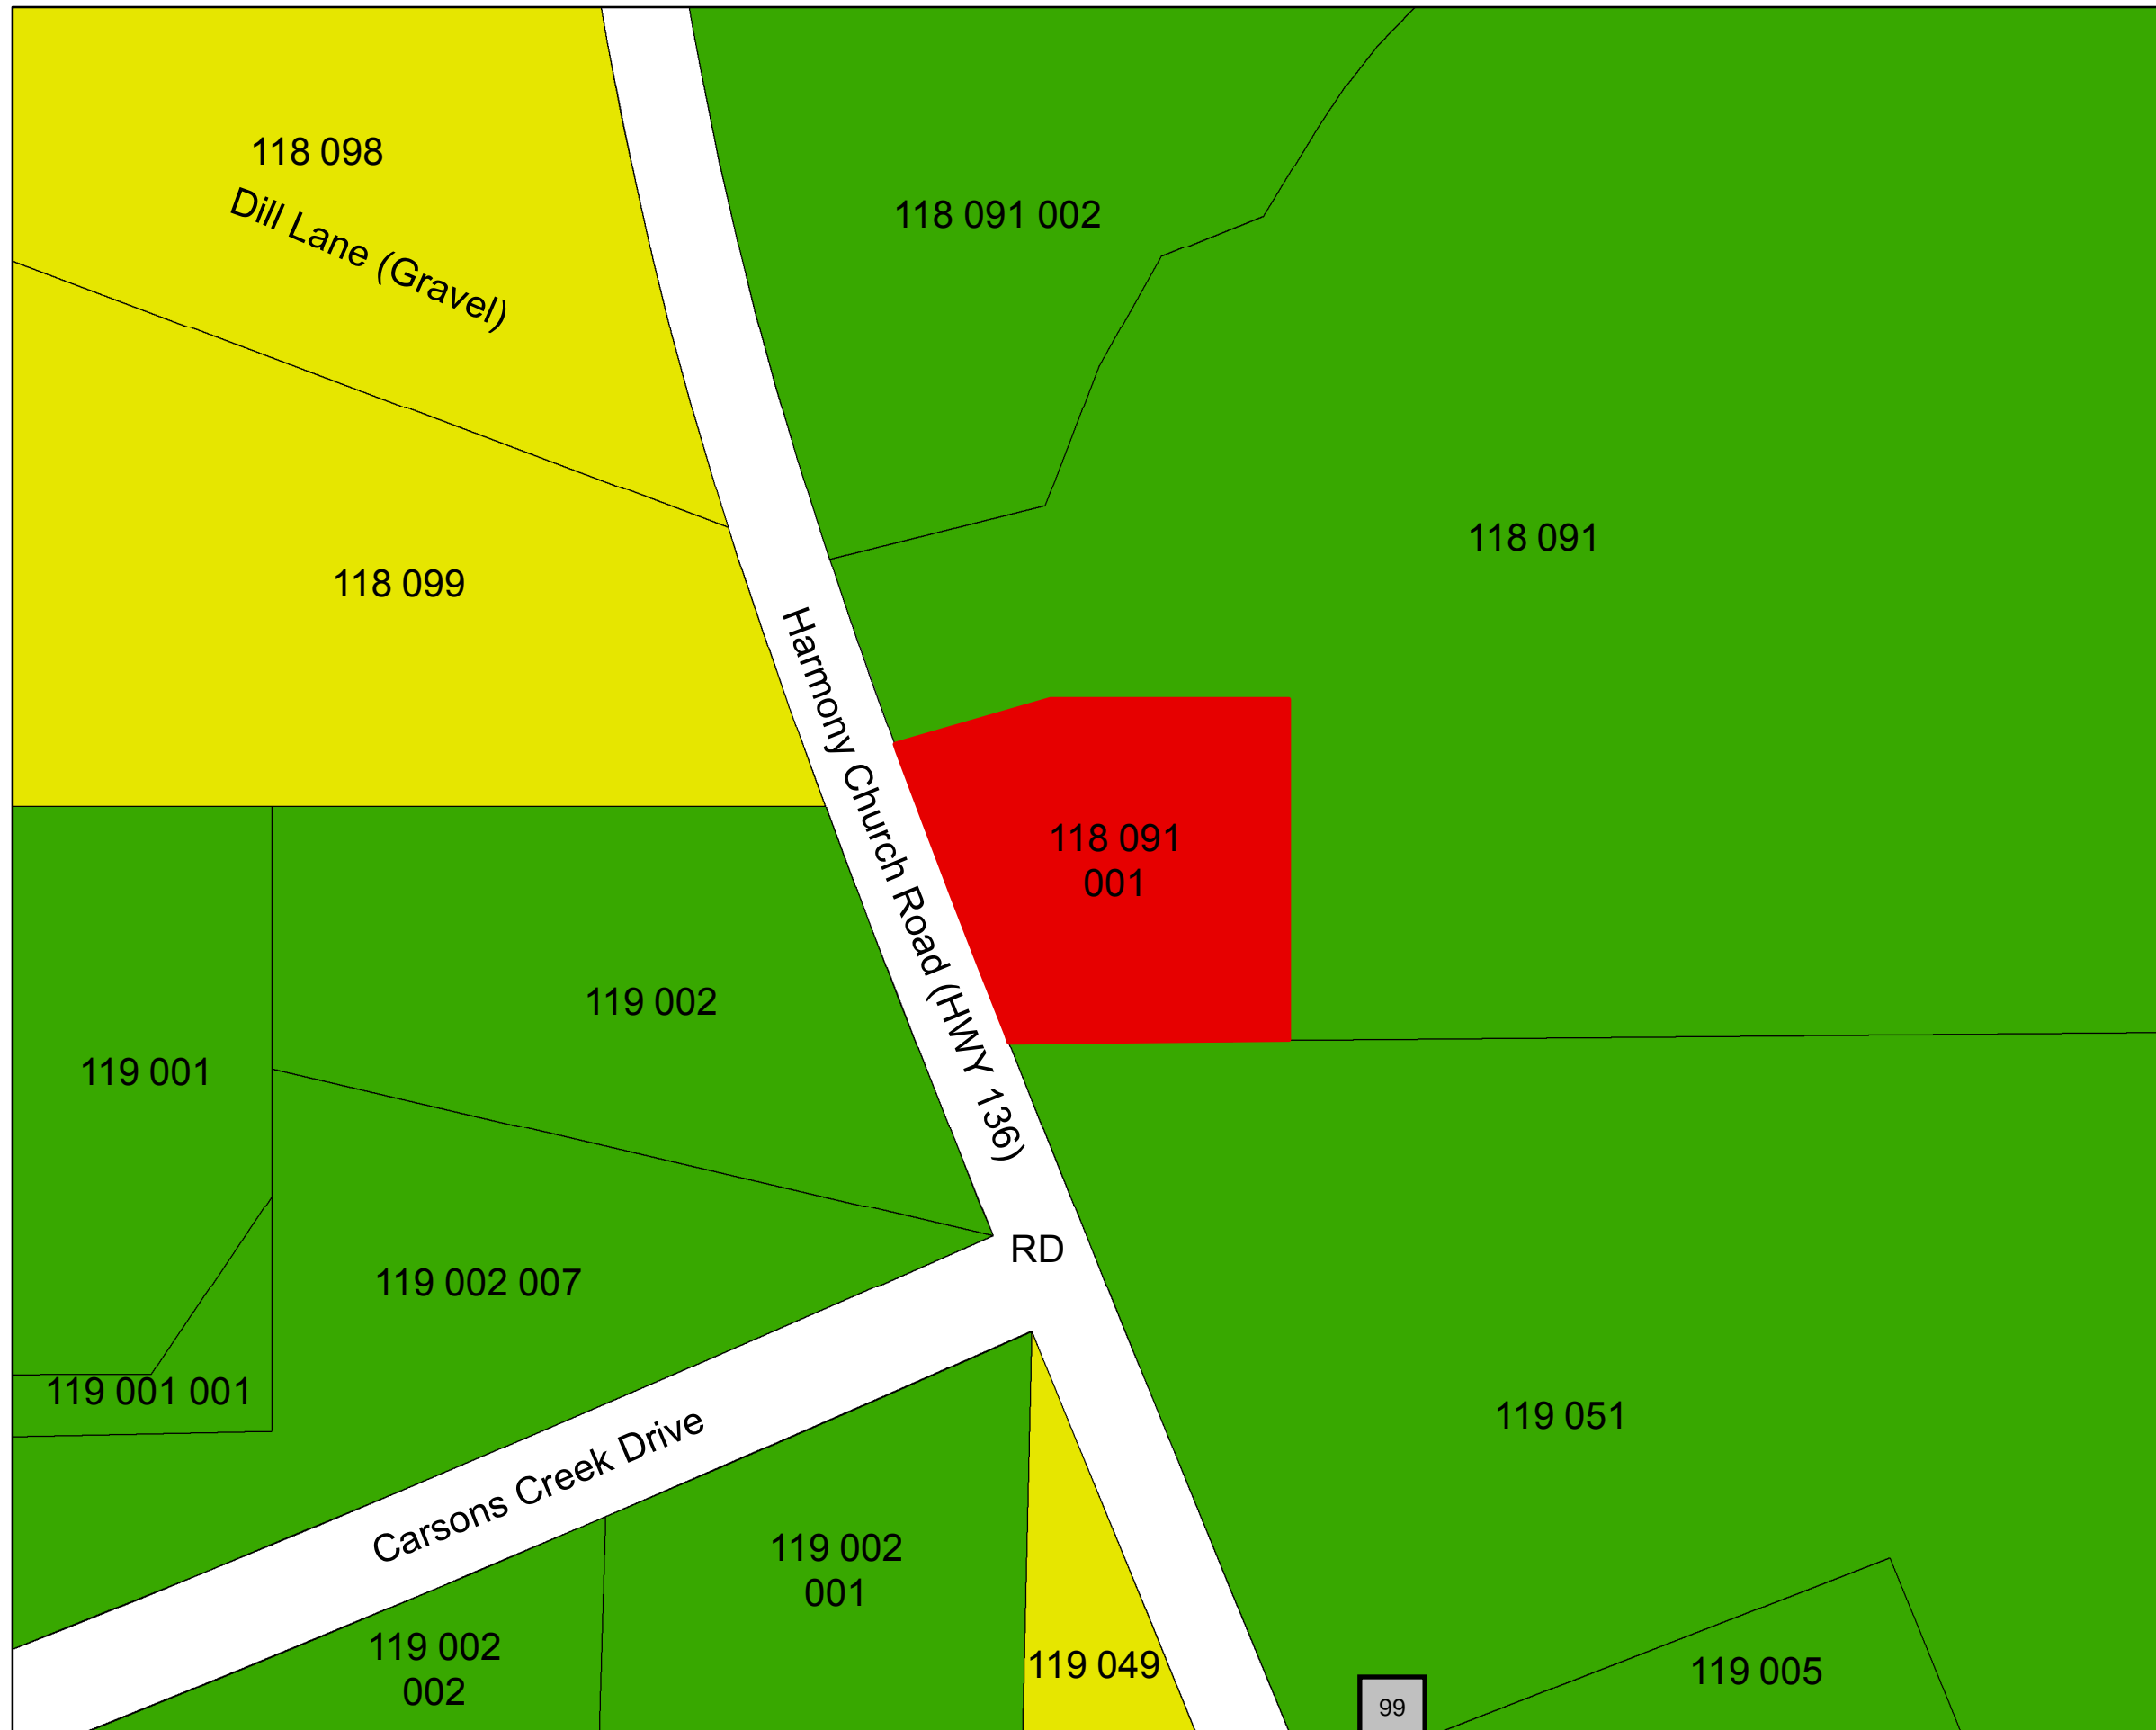 118 098
Dill Lane (Gravel)
118 091 002
118 091
118 099
Harmony Church Road (HWY 136)
118 091
001
119 002
119 001
RD
119 002 007
119 001 001
119 051
Carsons Creek Drive
119 002
001
119 002
002
119 049
119 005
99